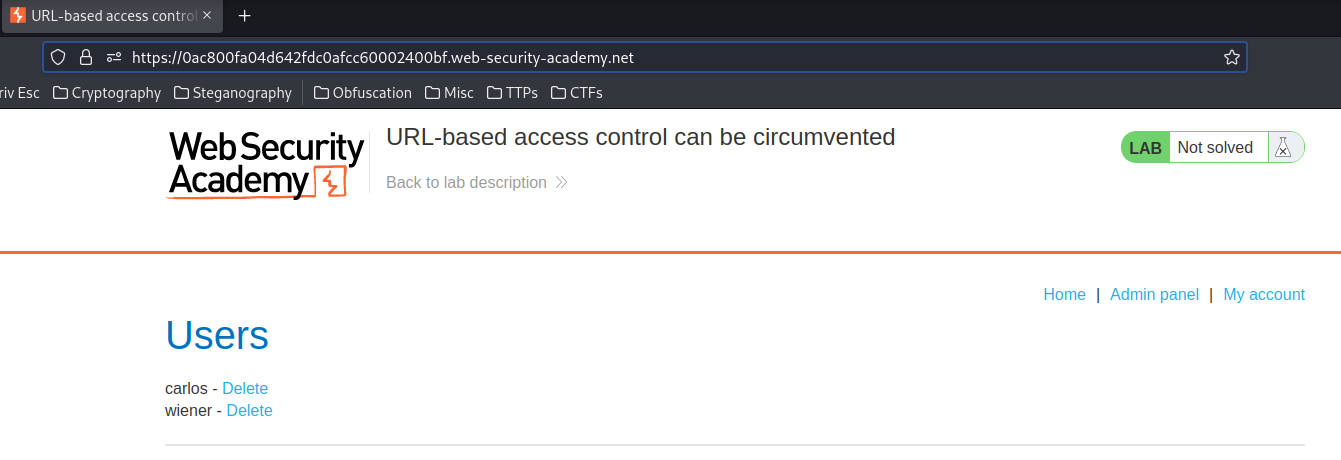 URL-based access contro
https://0ac800fa04d642fdc0afcc60002400bf.web-security-academy.net
riv Esc Cryptography Steganography Obfuscation Misc TTPs CTFs
Web Security
Academy
URL-based access control can be circumvented
Back to lab description
LAB Not solved
Home | Admin panel | My account
Users
carlos - Delete
wiener - Delete